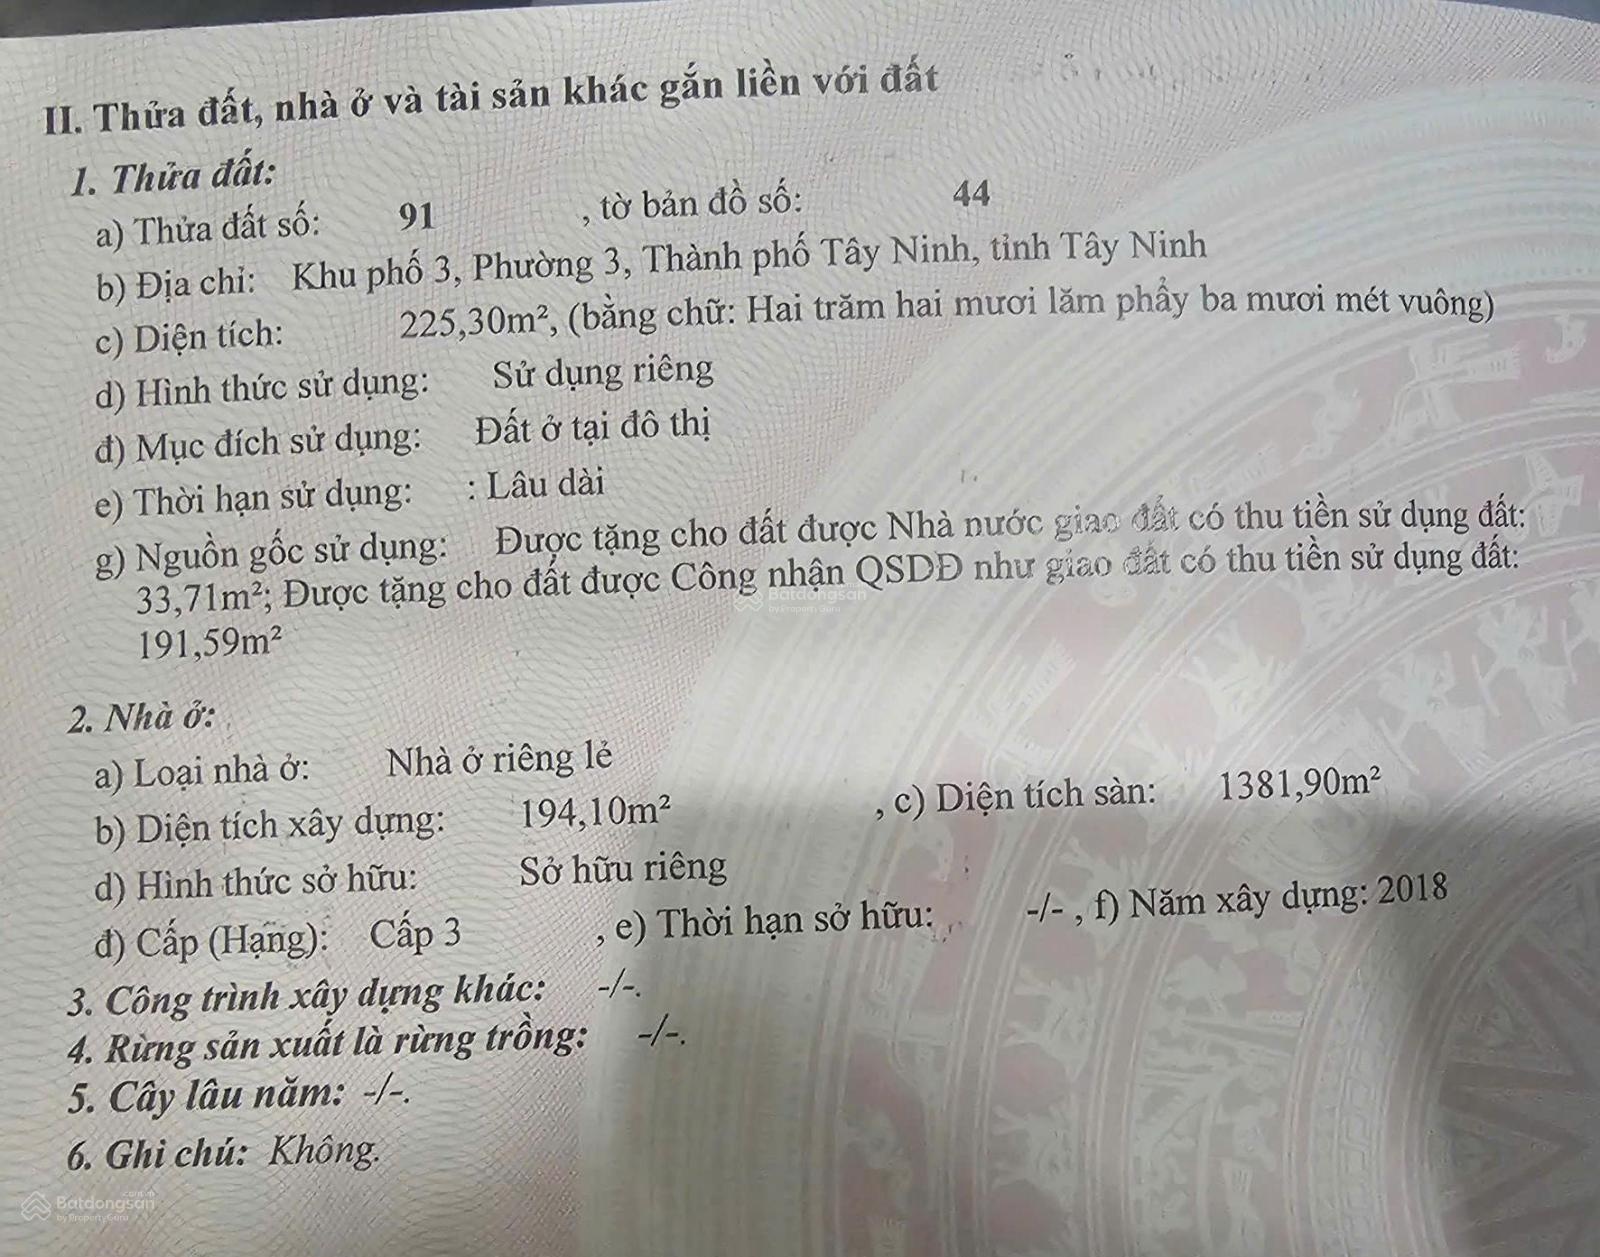 II. Thửa đất, nhà ở và tài sản khác gắn liền với đất
1. Thửa đất:
a) Thửa đất số: 91 , tờ bản đồ số: 44
b) Địa chỉ: Khu phố 3, Phường 3, Thành phố Tây Ninh, tỉnh Tây Ninh
c) Diện tích: 225,30m², (bằng chữ: Hai trăm hai mươi lăm phẩy ba mươi mét vuông)
d) Hình thức sử dụng: Sử dụng riêng
đ) Mục đích sử dụng: Đất ở tại đô thị
e) Thời hạn sử dụng: : Lâu dài
g) Nguồn gốc sử dụng: Được tặng cho đất được Nhà nước giao đất có thu tiền sử dụng đất:
33,71m²; Được tặng cho đất được Công nhận QSDĐ như giao đất có thu tiền sử dụng đất:
191,59m²
Batdongsan
by PropertyGuru
2. Nhà ở:
a) Loại nhà ở: Nhà ở riêng lẻ
b) Diện tích xây dựng: 194,10m² , c) Diện tích sàn: 1381,90m²
d) Hình thức sở hữu: Sở hữu riêng
đ) Cấp (Hạng): Cấp 3 , e) Thời hạn sở hữu: -/- , f) Năm xây dựng: 2018
3. Công trình xây dựng khác: -/-.
4. Rừng sản xuất là rừng trồng: -/-.
5. Cây lâu năm: -/-.
6. Ghi chú: Không.
Batdongsan
.com.vn
by PropertyGuru